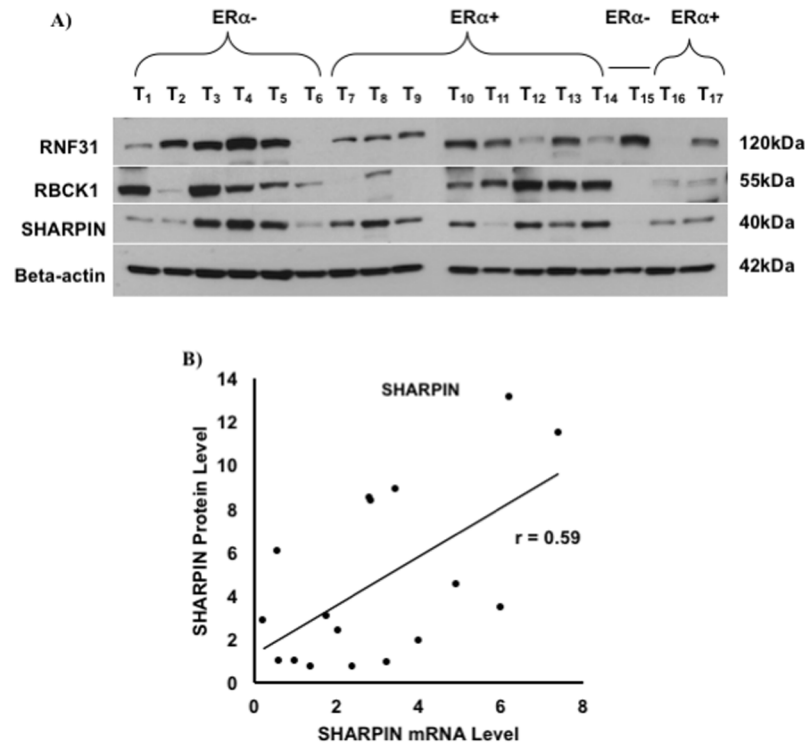 A)
ERα- ERα+ ERα- ERα+
T1 T2 T3 T4 T5 T6 T7 T8 T9 T10 T11 T12 T13 T14 T15 T16 T17
RNF31 120kDa
RBCK1 55kDa
SHARPIN 40kDa
Beta-actin 42kDa
B)
SHARPIN
14
12
10
8
6
4
2
0
SHARPIN Protein Level
r = 0.59
0 2 4 6 8
SHARPIN mRNA Level